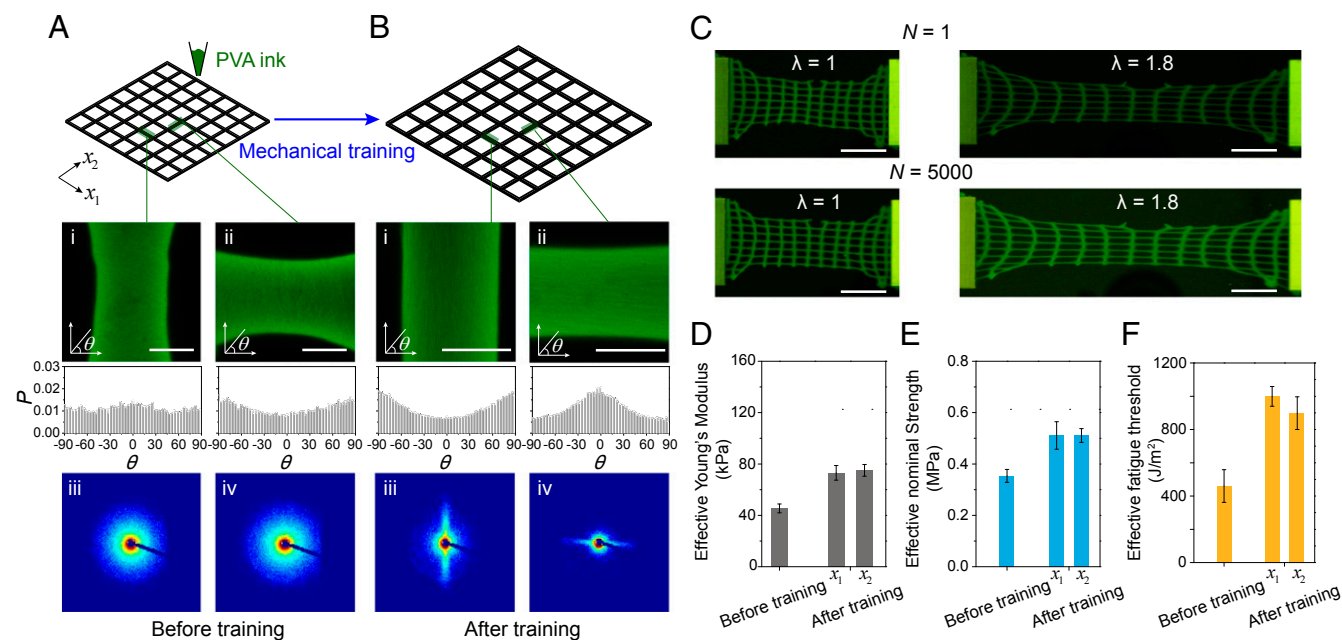 A
B
C
PVA ink
Mechanical training
x2
x1
N = 1
λ = 1
λ = 1.8
N = 5000
λ = 1
λ = 1.8
i
ii
i
ii
θ
θ
θ
θ
P
0.03
0.02
0.01
0.00
-90 -60 -30 0 30 60 90
-90 -60 -30 0 30 60 90
-90 -60 -30 0 30 60 90
-90 -60 -30 0 30 60 90
θ
θ
θ
θ
iii
iv
iii
iv
Before training
After training
D
Effective Young's Modulus
(kPa)
160
120
80
40
0
Before training
x1
x2
After training
E
Effective nominal Strength
(MPa)
0.8
0.6
0.4
0.2
0.0
Before training
x1
x2
After training
F
Effective fatigue threshold
(J/m²)
1200
800
400
0
Before training
x1
x2
After training